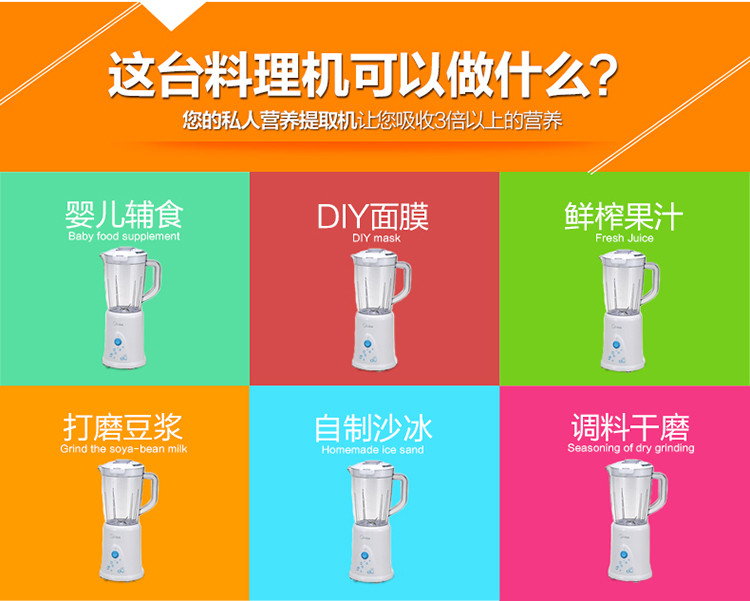 这台料理机可以做什么?
您的私人营养提取机让您吸收3倍以上的营养
婴儿辅食
Baby food supplement
DIY面膜
DIY mask
鲜榨果汁
Fresh Juice
打磨豆浆
Grind the soya-bean milk
自制沙冰
Homemade ice sand
调料干磨
Seasoning of dry grinding